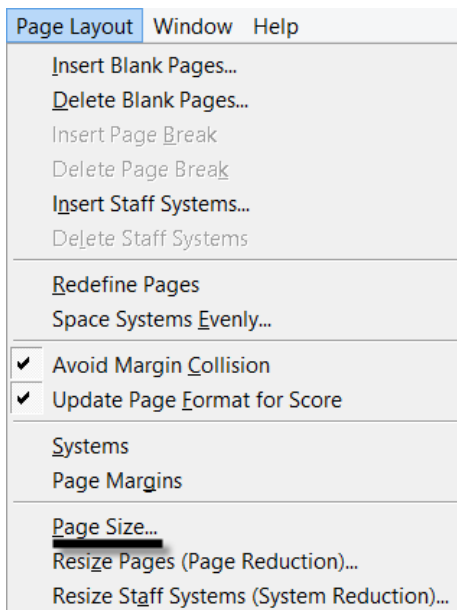 Page Layout Window Help
Insert Blank Pages...
Delete Blank Pages...
Insert Page Break
Delete Page Break
Insert Staff Systems...
Delete Staff Systems
Redefine Pages
Space Systems Evenly...
Avoid Margin Collision
Update Page Format for Score
Systems
Page Margins
Page Size...
Resize Pages (Page Reduction)...
Resize Staff Systems (System Reduction)...